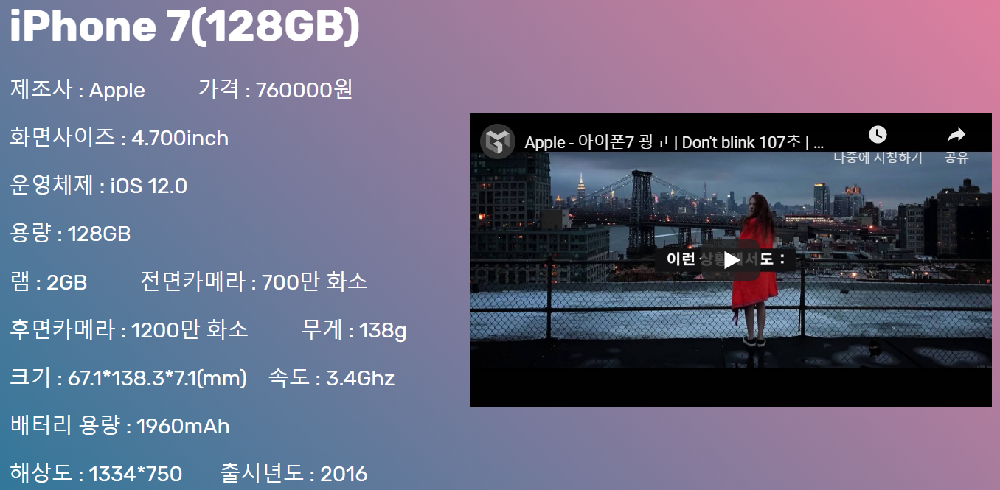 iPhone 7(128GB)
제조사 : Apple 가격 : 760000원
화면사이즈 : 4.700inch
운영체제 : iOS 12.0
용량 : 128GB
램 : 2GB 전면카메라 : 700만 화소
후면카메라 : 1200만 화소 무게 : 138g
크기 : 67.1*138.3*7.1(mm) 속도 : 3.4Ghz
배터리 용량 : 1960mAh
해상도 : 1334*750 출시년도 : 2016
Apple - 아이폰7 광고 | Don't blink 107초 | ...
나중에 시청하기 공유
이런 상황에서도 :